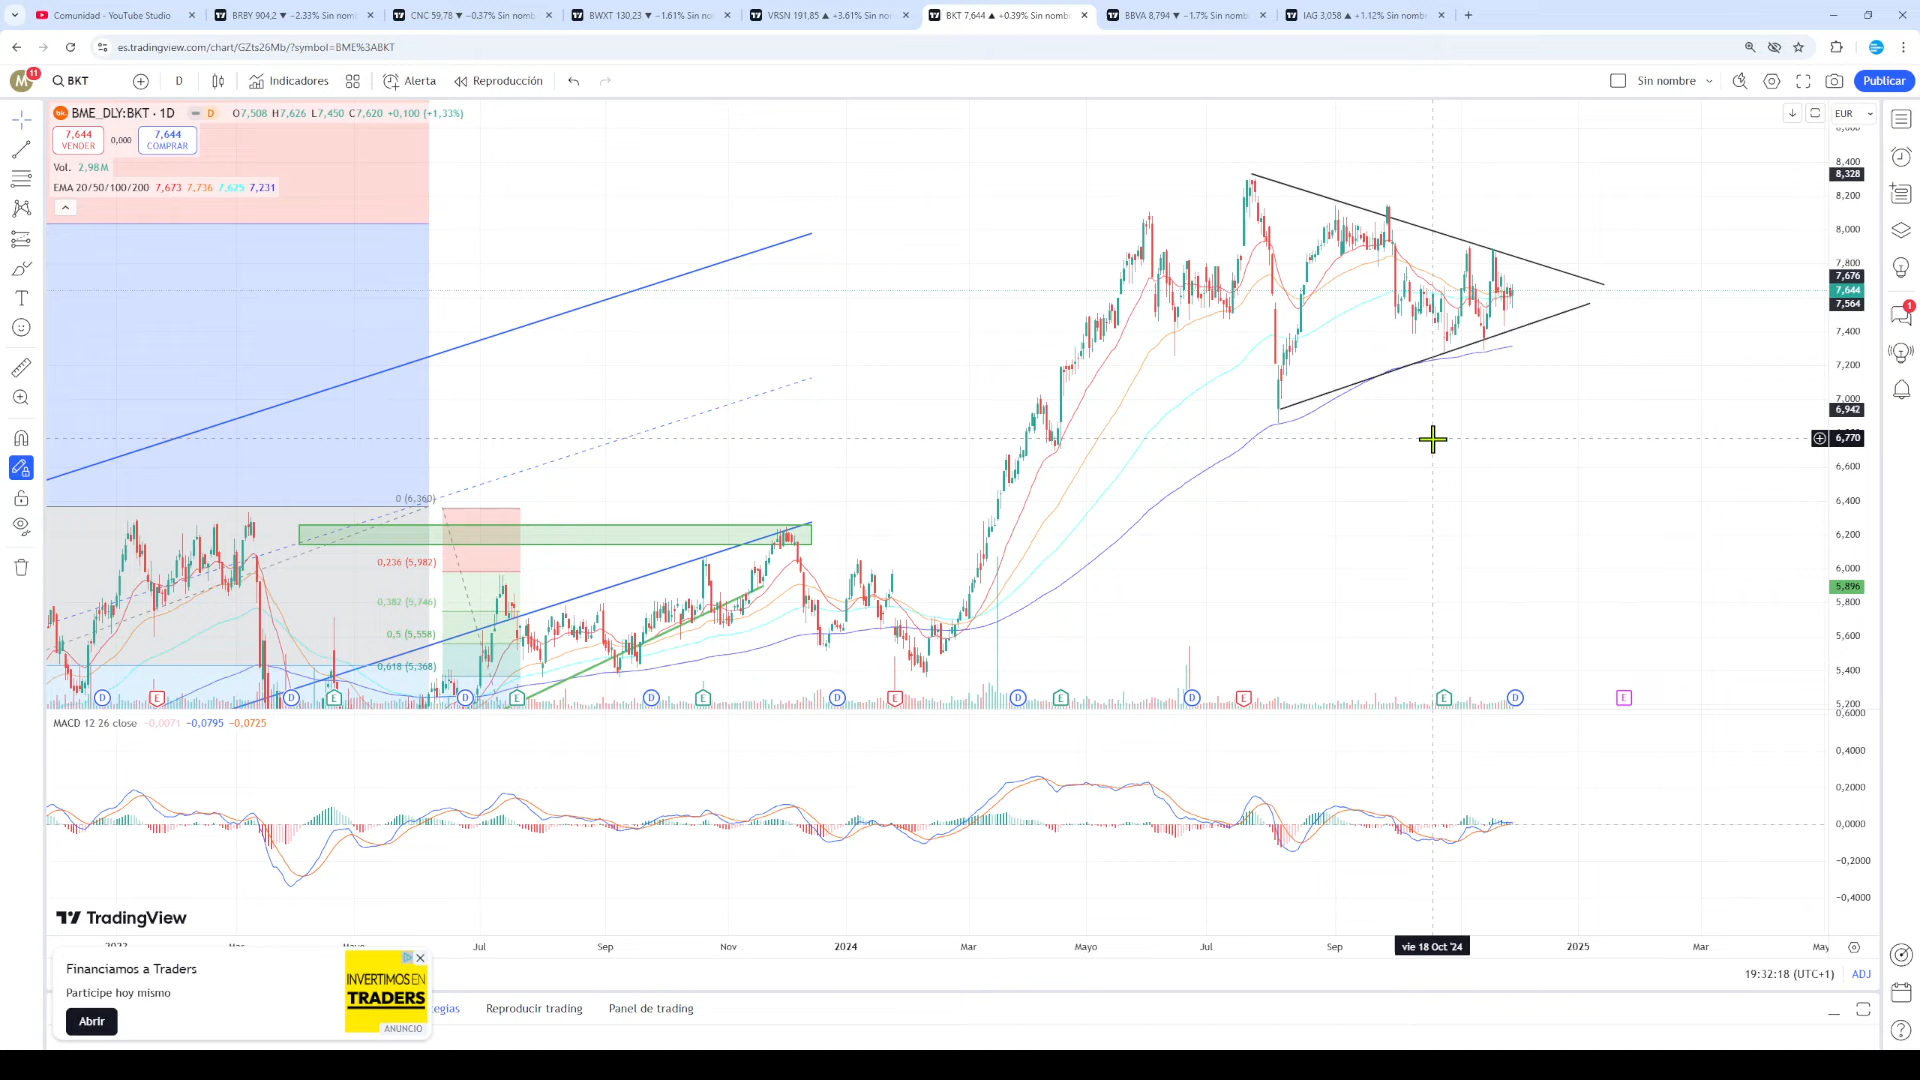 Comunidad - YouTube Studio
BRBY 904,2 ▼ −2.33% Sin nomb
CNC 59,78 ▼ −0.37% Sin nomb
BWXT 130,23 ▼ −1.61% Sin nomb
VRSN 191,85 ▲ +3.61% Sin nom
BKT 7,644 ▲ +0.39% Sin nomb
BBVA 8,794 ▼ −1.7% Sin nomb
IAG 3,058 ▲ +1.12% Sin nomb
es.tradingview.com/chart/GZts26Mb/?symbol=BME%3ABKT
M
11
BKT
D
Indicadores
Alerta
Reproducción
Sin nombre
Publicar
BME_DLY:BKT · 1D
D
O7,508 H7,626 L7,450 C7,620 +0,100 (+1,33%)
EUR
7,644
VENDER
0,000
7,644
COMPRAR
Vol. 2,98M
EMA 20/50/100/200 7,673 7,736 7,625 7,231
8,400
8,328
8,200
8,000
7,800
7,676
7,644
7,564
7,400
7,200
7,000
6,942
6,770
6,600
6,400
6,200
6,000
5,896
5,800
5,600
5,400
5,200
0 (6,360)
0,236 (5,982)
0,382 (5,746)
0,5 (5,558)
0,618 (5,368)
D
E
D
E
D
E
D
E
D
E
D
E
D
E
E
D
E
1
MACD 12 26 close −0,0071 −0,0795 −0,0725
0,6000
0,4000
0,2000
0,0000
−0,2000
−0,4000
TradingView
Jul
Sep
Nov
2024
Mar
Mayo
Jul
Sep
vie 18 Oct '24
2025
Mar
May
19:32:18 (UTC+1)
ADJ
Financiamos a Traders
Participe hoy mismo
Abrir
INVERTIMOS EN
TRADERS
ANUNCIO
tegias
Reproducir trading
Panel de trading